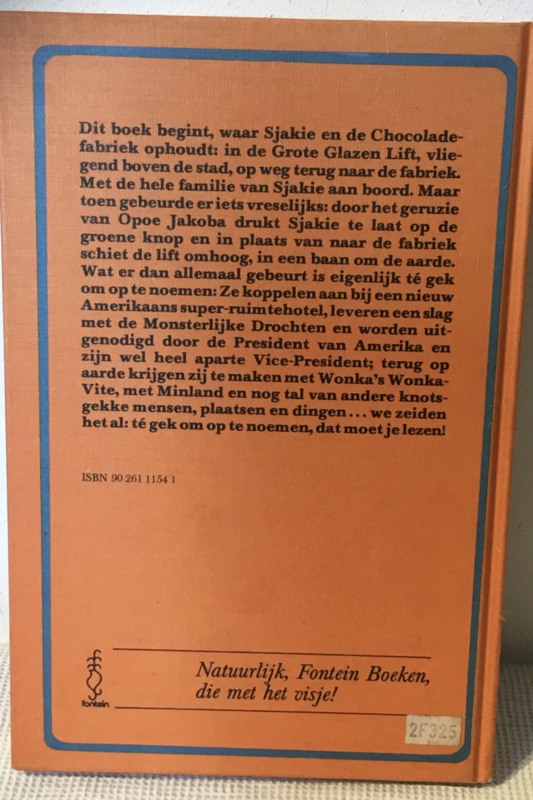 Dit boek begint, waar Sjakie en de Chocolade-
fabriek ophoudt: in de Grote Glazen Lift, vlie-
gend boven de stad, op weg terug naar de fabriek.
Met de hele familie van Sjakie aan boord. Maar
toen gebeurde er iets vreselijks: door het geruzie
van Opoe Jakoba drukt Sjakie te laat op de
groene knop en in plaats van naar de fabriek
schiet de lift omhoog, in een baan om de aarde.
Wat er dan allemaal gebeurt is eigenlijk té gek
om op te noemen: Ze koppelen aan bij een nieuw
Amerikaans super-ruimtehotel, leveren een slag
met de Monsterlijke Drochten en worden uit-
genodigd door de President van Amerika en
zijn wel heel aparte Vice-President; terug op
aarde krijgen zij te maken met Wonka's Wonka-
Vite, met Minland en nog tal van andere knots-
gekke mensen, plaatsen en dingen... we zeiden
het al: té gek om op te noemen, dat moet je lezen!
ISBN 90 261 1154 1
Natuurlijk, Fontein Boeken,
die met het visje!
fontein
2F325